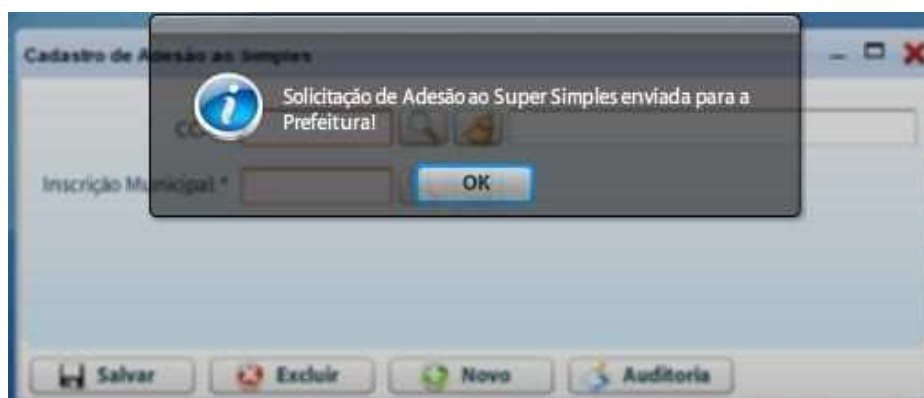 Cadastro de Adesão ao Simples
Solicitação de Adesão ao Super Simples enviada para a
Prefeitura!
Inscrição Municipal *
OK
Salvar Excluir Novo Auditoria